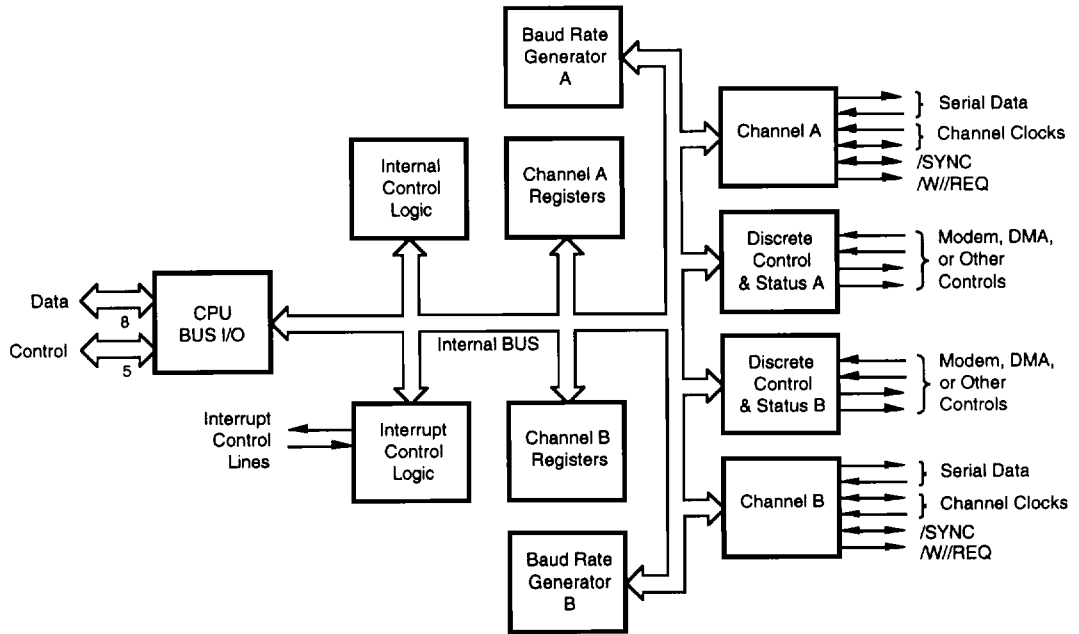 Baud Rate
Generator
A
Channel A
Serial Data
Channel Clocks
/SYNC
/W//REQ
Internal
Control
Logic
Channel A
Registers
Discrete
Control
& Status A
Modem, DMA,
or Other
Controls
Data
8
Control
5
CPU
BUS I/O
Internal BUS
Discrete
Control
& Status B
Modem, DMA,
or Other
Controls
Interrupt
Control
Lines
Interrupt
Control
Logic
Channel B
Registers
Channel B
Serial Data
Channel Clocks
/SYNC
/W//REQ
Baud Rate
Generator
B